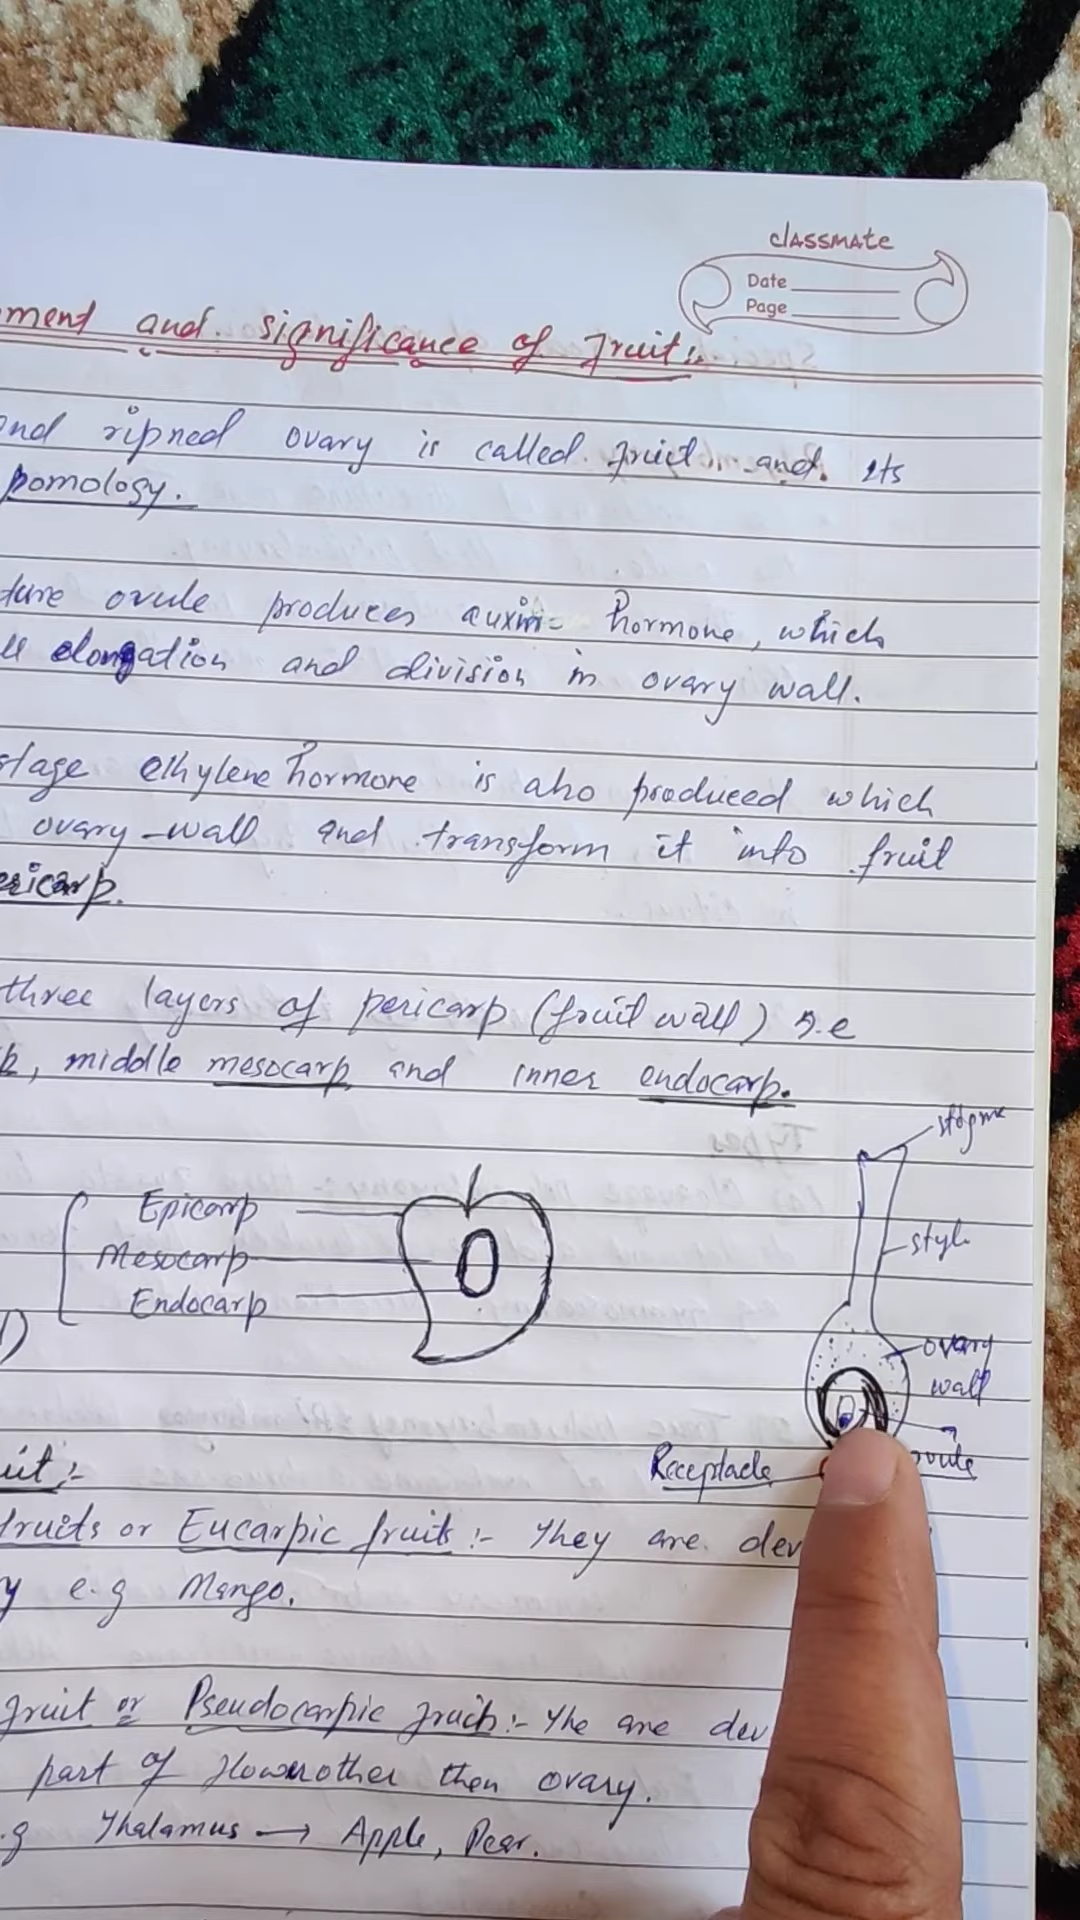 classmate
Date
Page
ment and significance of fruit:-
and ripned ovary is called fruit and its
pomology.
ture ovule produces auxin hormone, which
ll elongation and division in ovary wall.
stage ethylene hormone is also produced which
ovary-wall and transform it into fruit
ericarp.
three layers of pericarp (fruit wall) i.e
p, middle mesocarp and inner endocarp.
stigma
Epicarp
style
Mesocarp
Endocarp
ovary
wall
ovule
Receptacle
uit:-
fruits or Eucarpic fruit:- They are dev
y e.g Mango.
fruit or Pseudocarpic fruit:- The are dev
part of flower other then ovary.
.g Thalamus → Apple, Pear.